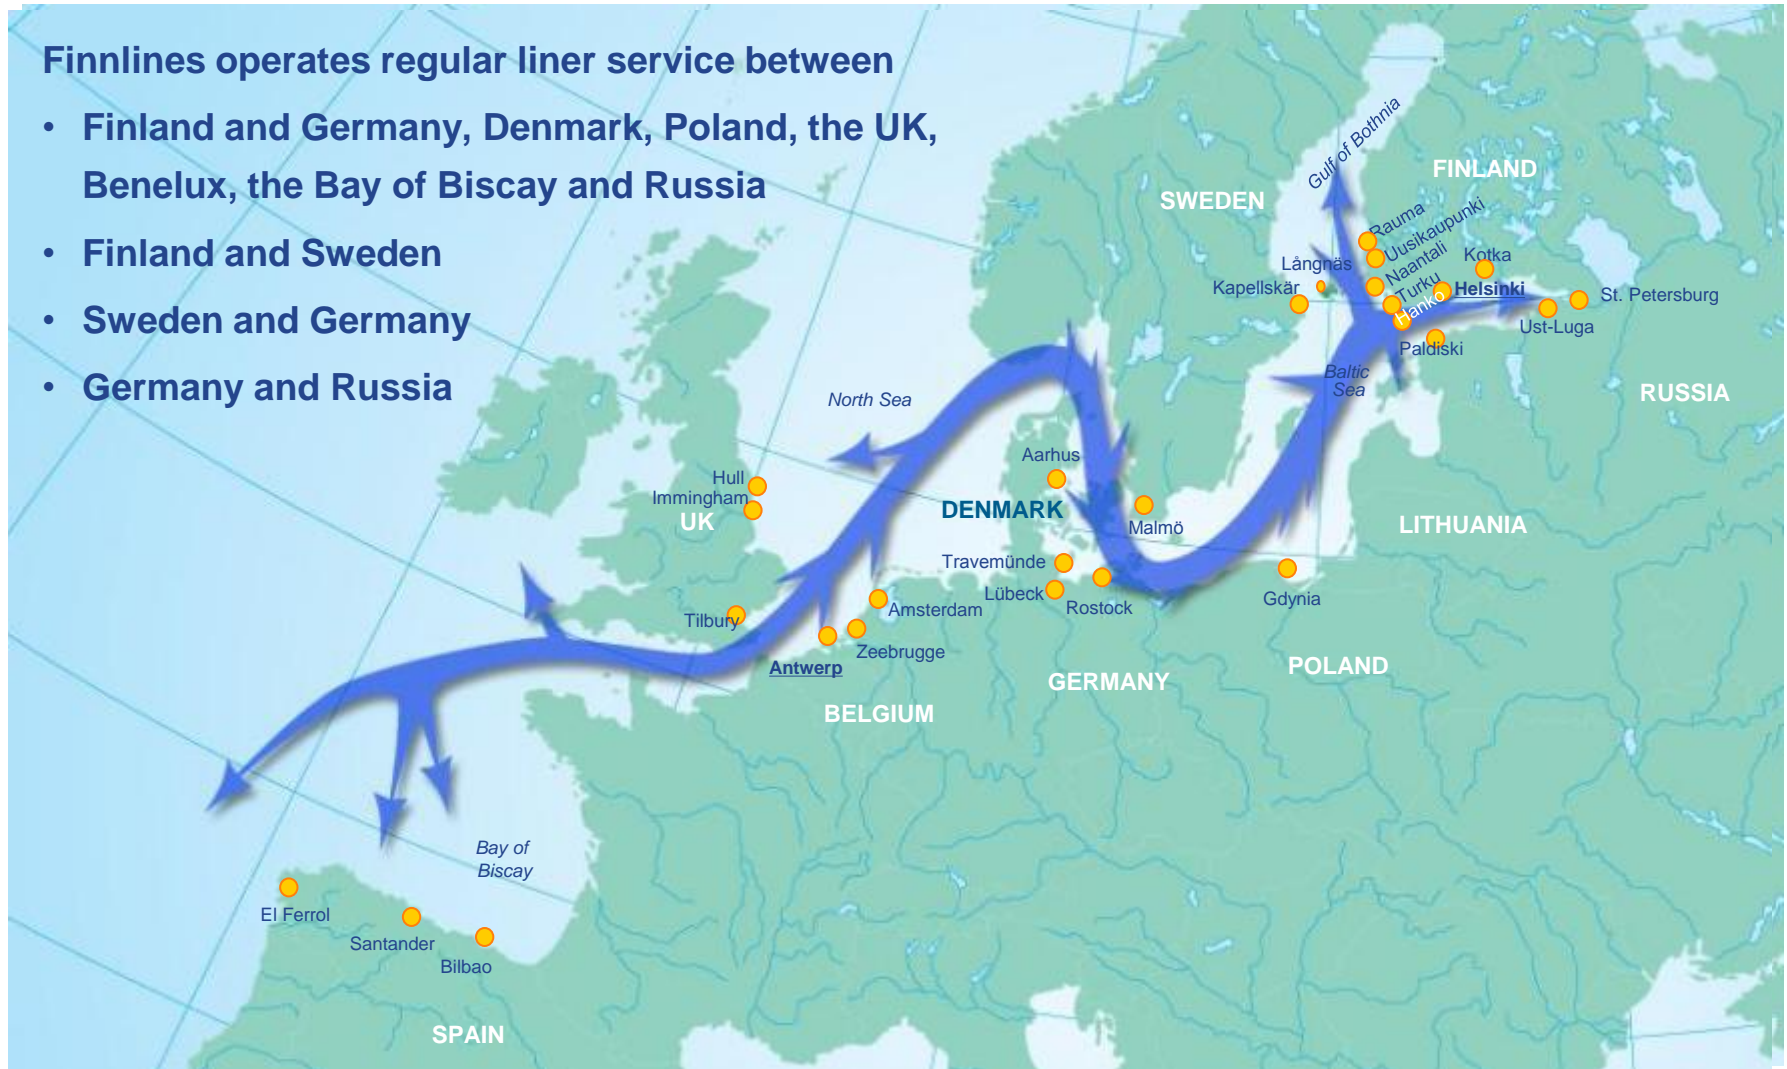 Finnlines operates regular liner service between
• Finland and Germany, Denmark, Poland, the UK,
Benelux, the Bay of Biscay and Russia
• Finland and Sweden
• Sweden and Germany
• Germany and Russia
Gulf of Bothnia
FINLAND
SWEDEN
Rauma
Uusikaupunki
Naantali
Turku
Hanko
Kotka
Långnäs
Kapellskär
Helsinki
St. Petersburg
Ust-Luga
Paldiski
Baltic
Sea
RUSSIA
North Sea
Aarhus
Hull
Immingham
UK
DENMARK
Malmö
LITHUANIA
Travemünde
Lübeck
Rostock
Gdynia
Amsterdam
Tilbury
Zeebrugge
Antwerp
POLAND
GERMANY
BELGIUM
Bay of
Biscay
El Ferrol
Santander
Bilbao
SPAIN